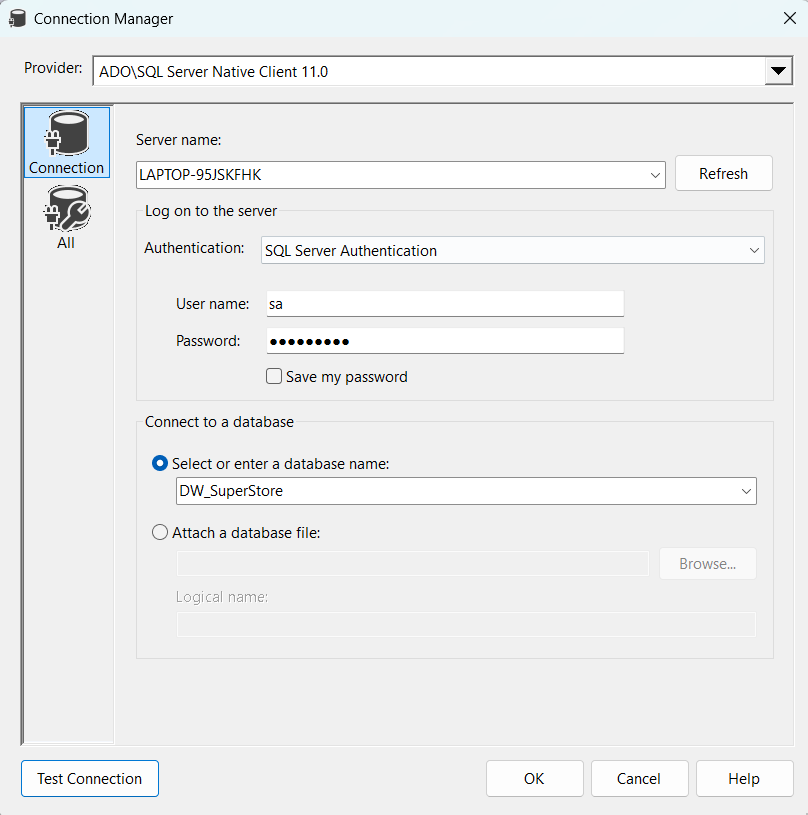 Connection Manager
Provider: ADO\SQL Server Native Client 11.0
Connection
All
Server name:
LAPTOP-95JSKFHK Refresh
Log on to the server
Authentication: SQL Server Authentication
User name: sa
Password: ●●●●●●●●●
Save my password
Connect to a database
Select or enter a database name:
DW_SuperStore
Attach a database file:
Browse...
Logical name:
Test Connection OK Cancel Help